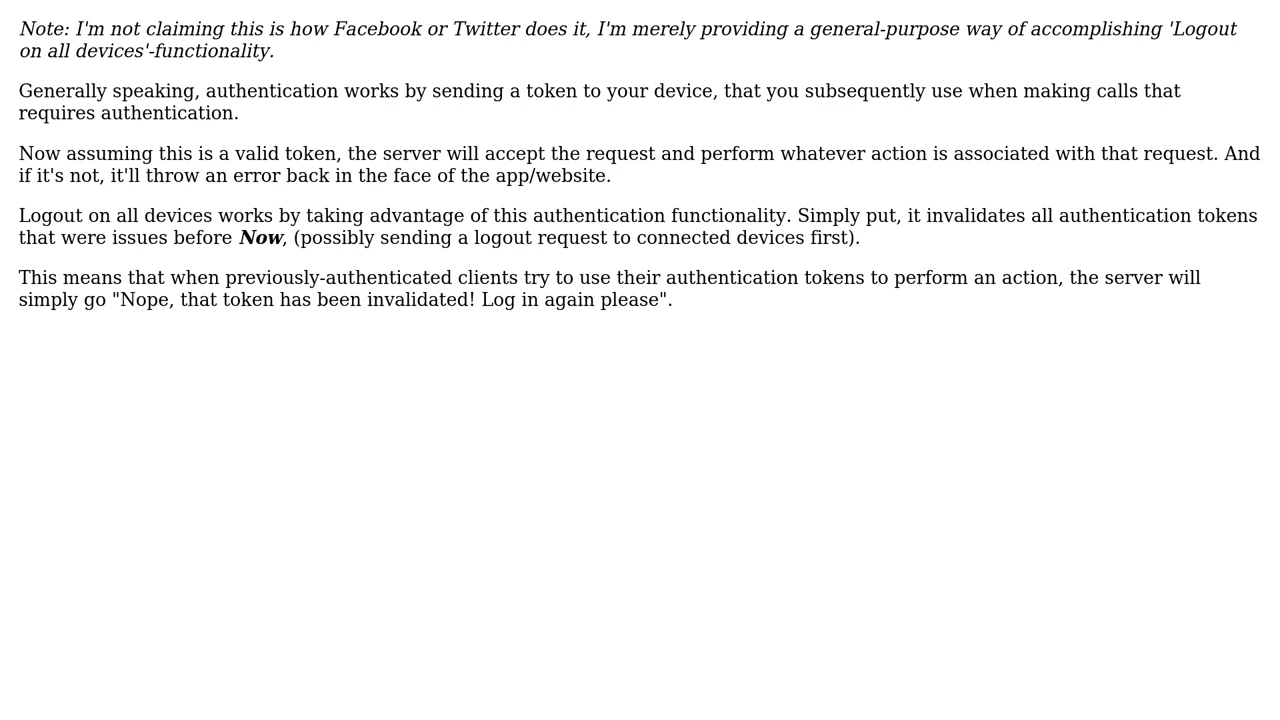 Note: I'm not claiming this is how Facebook or Twitter does it, I'm merely providing a general-purpose way of accomplishing 'Logout
on all devices'-functionality.
Generally speaking, authentication works by sending a token to your device, that you subsequently use when making calls that
requires authentication.
Now assuming this is a valid token, the server will accept the request and perform whatever action is associated with that request. And
if it's not, it'll throw an error back in the face of the app/website.
Logout on all devices works by taking advantage of this authentication functionality. Simply put, it invalidates all authentication tokens
that were issues before Now, (possibly sending a logout request to connected devices first).
This means that when previously-authenticated clients try to use their authentication tokens to perform an action, the server will
simply go "Nope, that token has been invalidated! Log in again please".